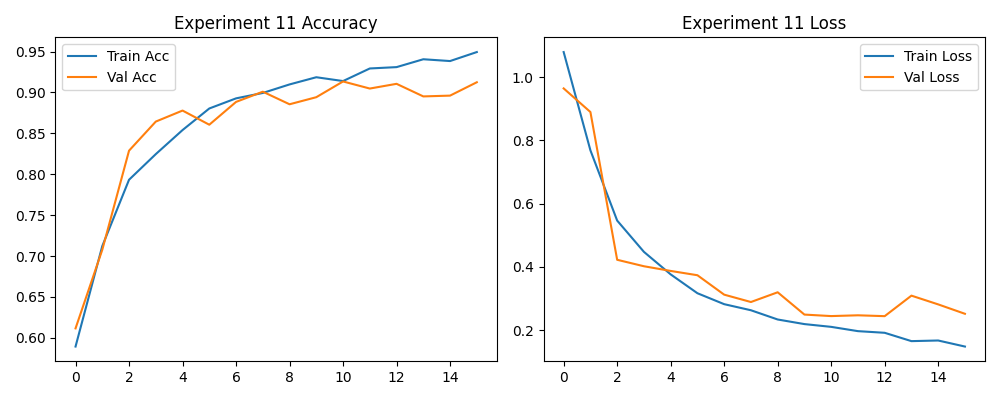 Experiment 11 Accuracy
Train Acc
Val Acc
0.95
0.90
0.85
0.80
0.75
0.70
0.65
0.60
0 2 4 6 8 10 12 14
Experiment 11 Loss
Train Loss
Val Loss
1.0
0.8
0.6
0.4
0.2
0 2 4 6 8 10 12 14